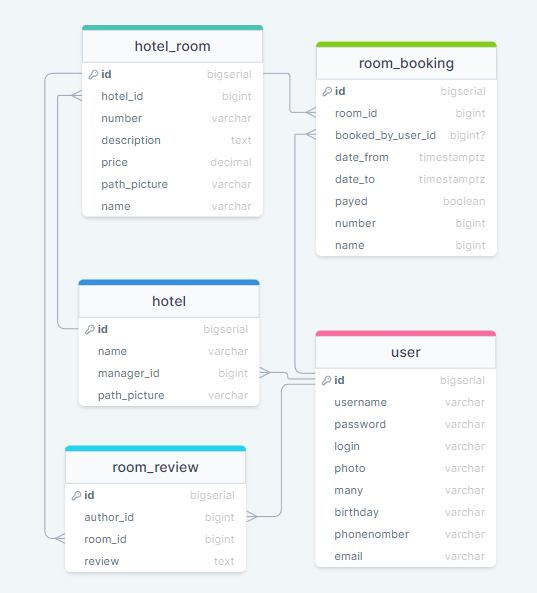 hotel_room
id bigserial
hotel_id bigint
number varchar
description text
price decimal
path_picture varchar
name varchar
room_booking
id bigserial
room_id bigint
booked_by_user_id bigint?
date_from timestamptz
date_to timestamptz
payed boolean
number bigint
name bigint
hotel
id bigserial
name varchar
manager_id bigint
path_picture varchar
user
id bigserial
username varchar
password varchar
login varchar
photo varchar
many varchar
birthday varchar
phonenomber varchar
email varchar
room_review
id bigserial
author_id bigint
room_id bigint
review text